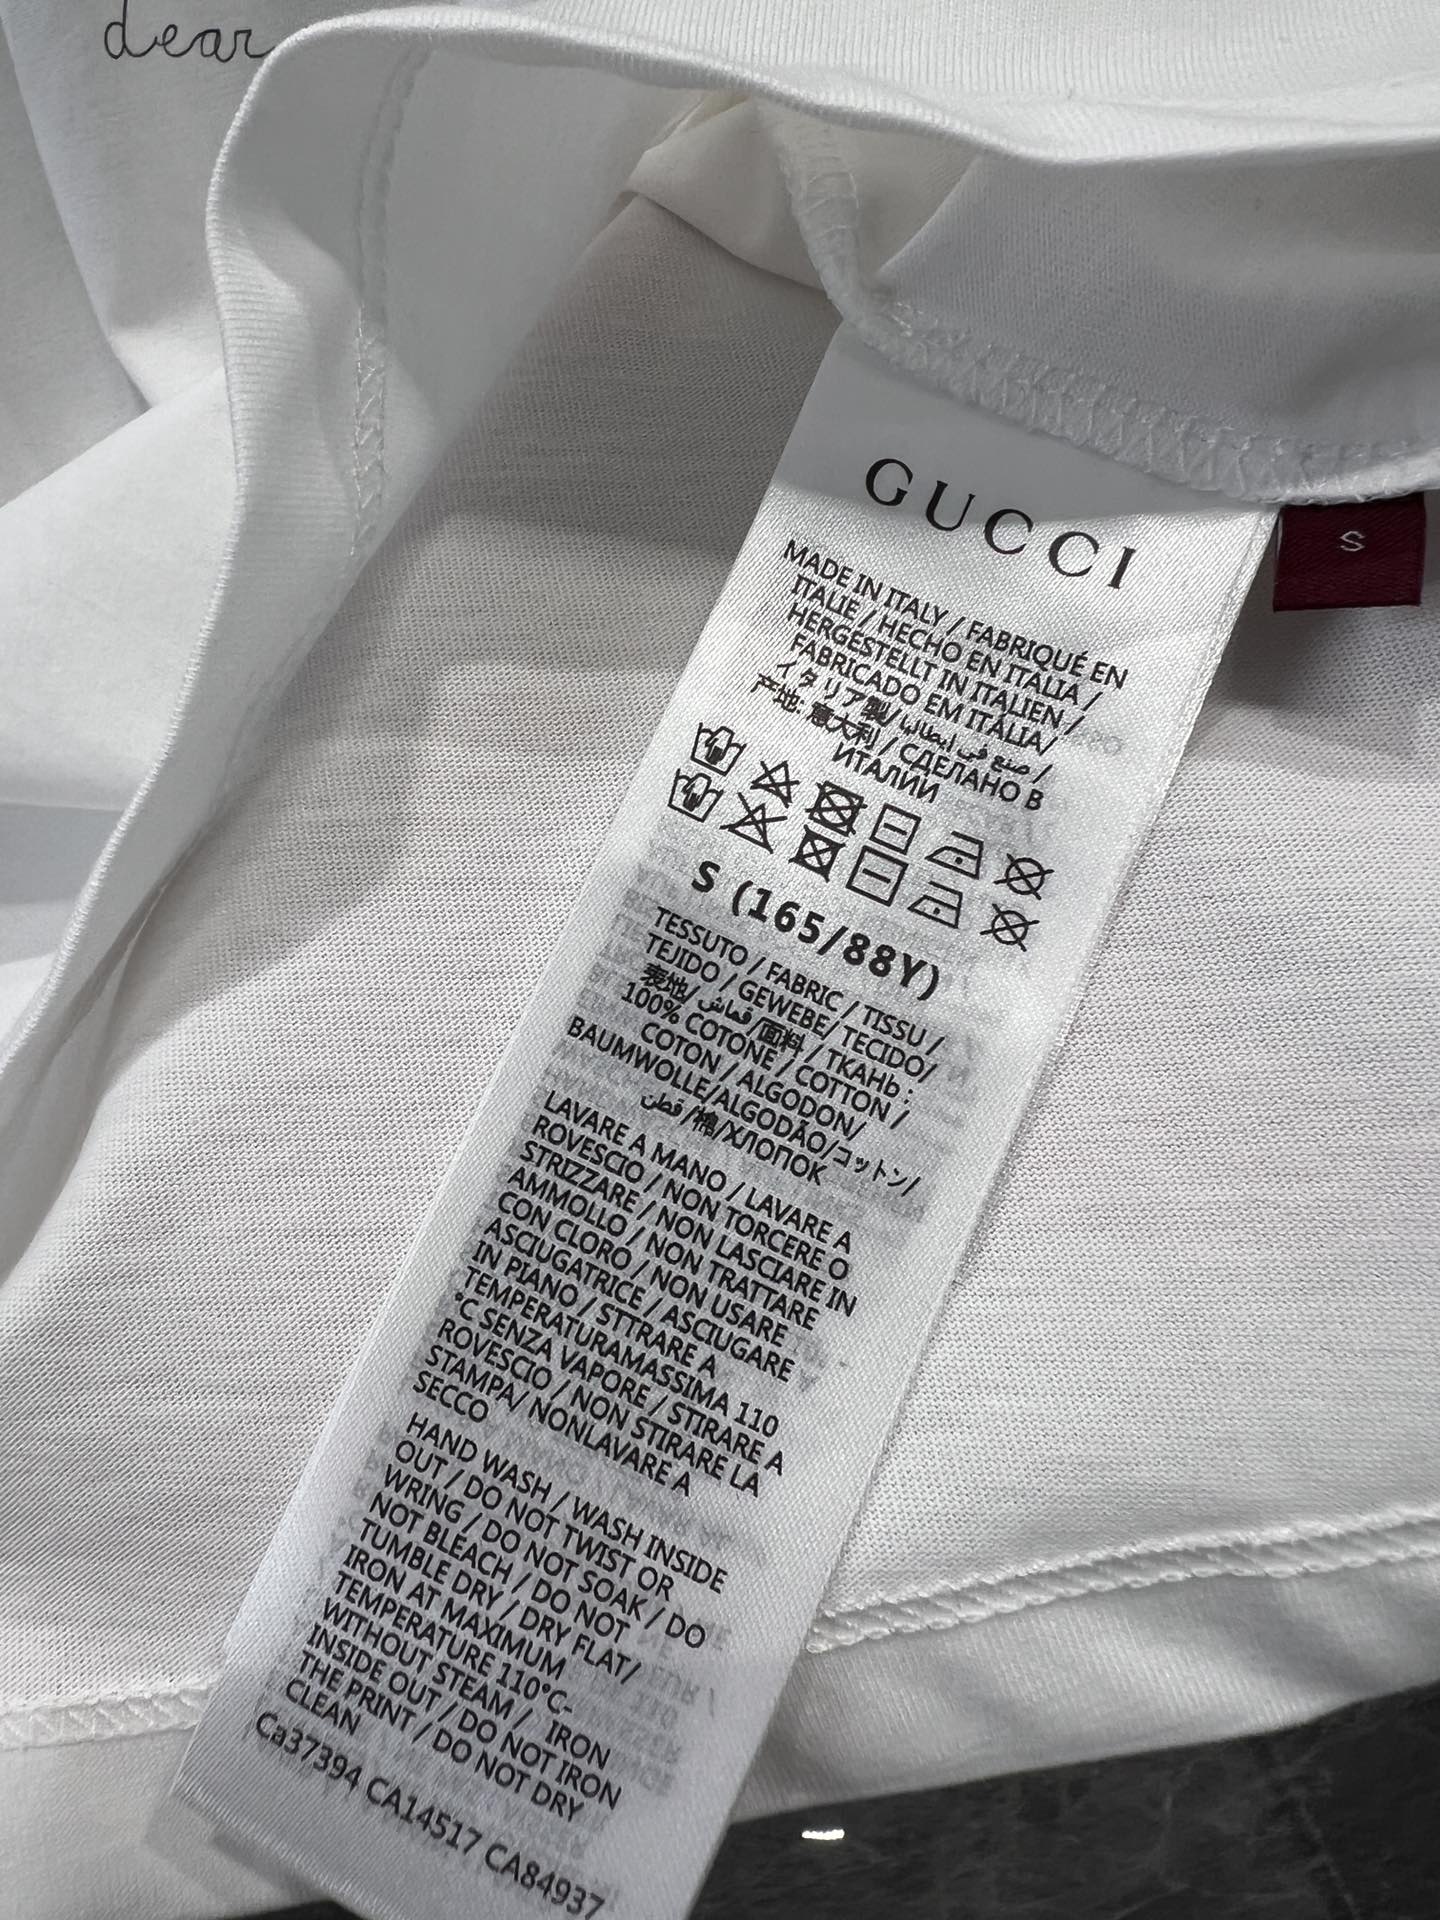 dear
GUCCI
S
MADE IN ITALY / FABRIQUÉ EN
ITALIE / HECHO EN ITALIA /
HERGESTELLT IN ITALIEN /
FABRICADO EM ITÁLIA/
イタリア製/صنع في ايطاليا /
产地: 意大利 / СДЕЛАНО В
ИТАЛИИ
S (165/88Y)
TESSUTO / FABRIC / TISSU /
TEJIDO / GEWEBE/ TECIDO/
表地/قماش/面料 / ТКАНЬ :
100% COTONE / COTTON /
COTON / ALGODON/
BAUMWOLLE/ALGODÃO/コットン/
قطن /棉/ХЛОПОК
LAVARE A MANO / LAVARE A
ROVESCIO / NON TORCERE O
STRIZZARE / NON LASCIARE IN
AMMOLLO / NON TRATTARE
CON CLORO / NON USARE
ASCIUGATRICE / ASCIUGARE
IN PIANO / STTRARE A
TEMPERATURAMASSIMA 110
°C SENZA VAPORE / STIRARE A
ROVESCIO / NON STIRARE LA
STAMPA/ NONLAVARE A
SECCO
HAND WASH / WASH INSIDE
OUT / DO NOT TWIST OR
WRING / DO NOT SOAK / DO
NOT BLEACH / DO NOT
TUMBLE DRY / DRY FLAT/
IRON AT MAXIMUM
TEMPERATURE 110°C-
WITHOUT STEAM / IRON
INSIDE OUT / DO NOT IRON
THE PRINT / DO NOT DRY
CLEAN
Ca37394 CA14517 CA84937